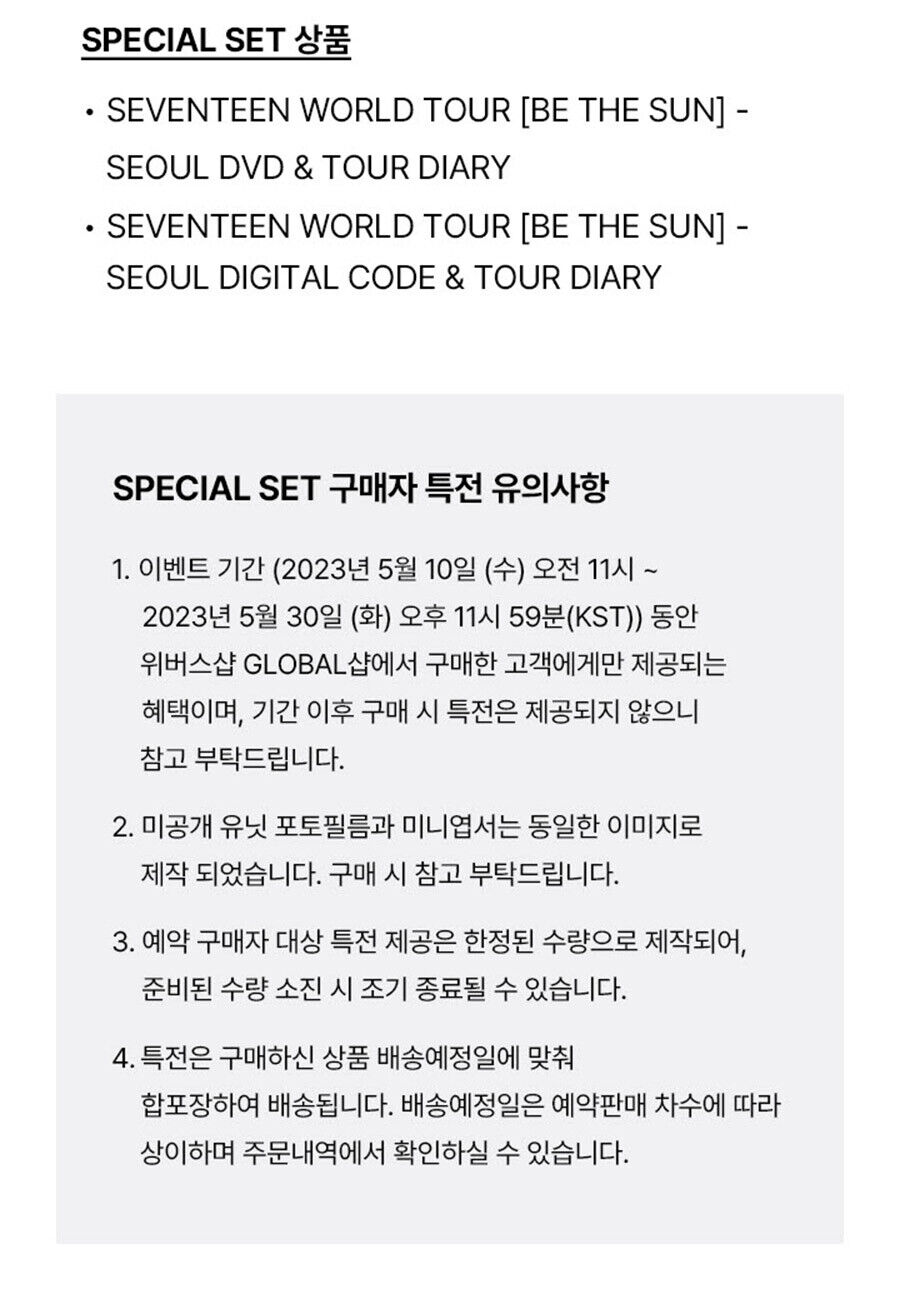 SPECIAL SET 상품
• SEVENTEEN WORLD TOUR [BE THE SUN] -
SEOUL DVD & TOUR DIARY
• SEVENTEEN WORLD TOUR [BE THE SUN] -
SEOUL DIGITAL CODE & TOUR DIARY
SPECIAL SET 구매자 특전 유의사항
1. 이벤트 기간 (2023년 5월 10일 (수) 오전 11시 ~
2023년 5월 30일 (화) 오후 11시 59분(KST)) 동안
위버스샵 GLOBAL샵에서 구매한 고객에게만 제공되는
혜택이며, 기간 이후 구매 시 특전은 제공되지 않으니
참고 부탁드립니다.
2. 미공개 유닛 포토필름과 미니엽서는 동일한 이미지로
제작 되었습니다. 구매 시 참고 부탁드립니다.
3. 예약 구매자 대상 특전 제공은 한정된 수량으로 제작되어,
준비된 수량 소진 시 조기 종료될 수 있습니다.
4. 특전은 구매하신 상품 배송예정일에 맞춰
합포장하여 배송됩니다. 배송예정일은 예약판매 차수에 따라
상이하며 주문내역에서 확인하실 수 있습니다.